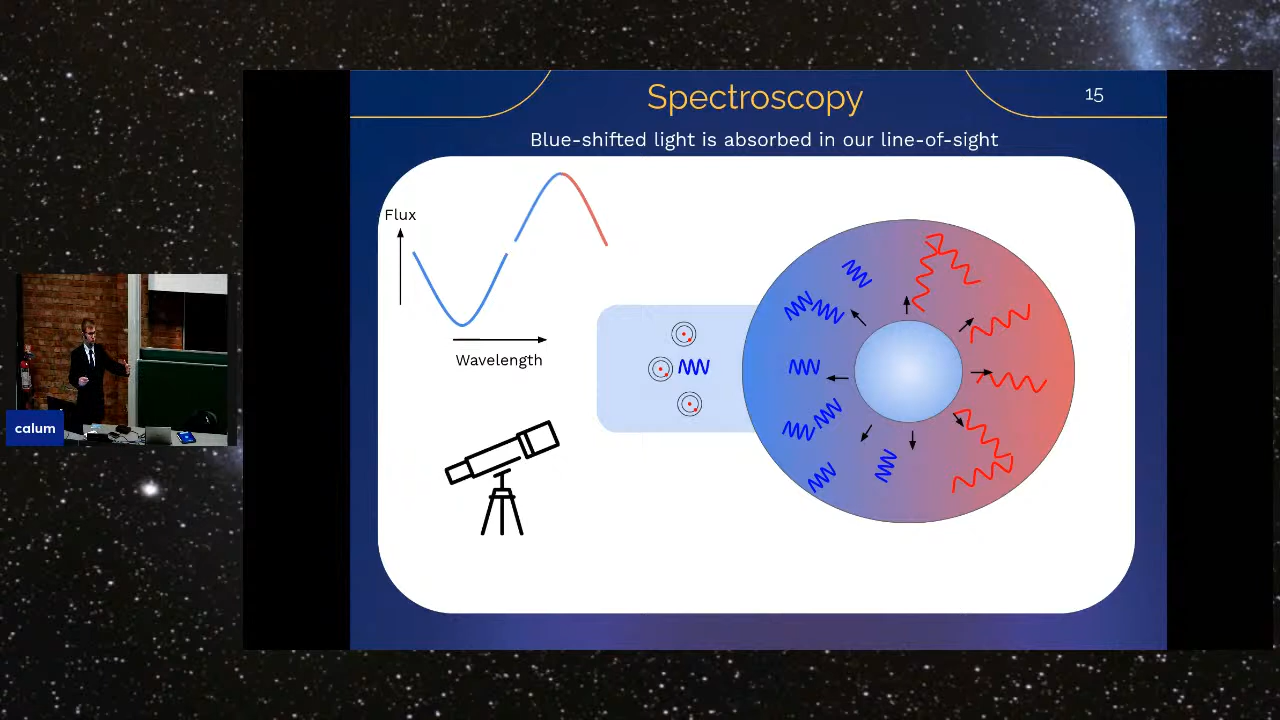 Spectroscopy
15
Blue-shifted light is absorbed in our line-of-sight
Flux
Wavelength
calum